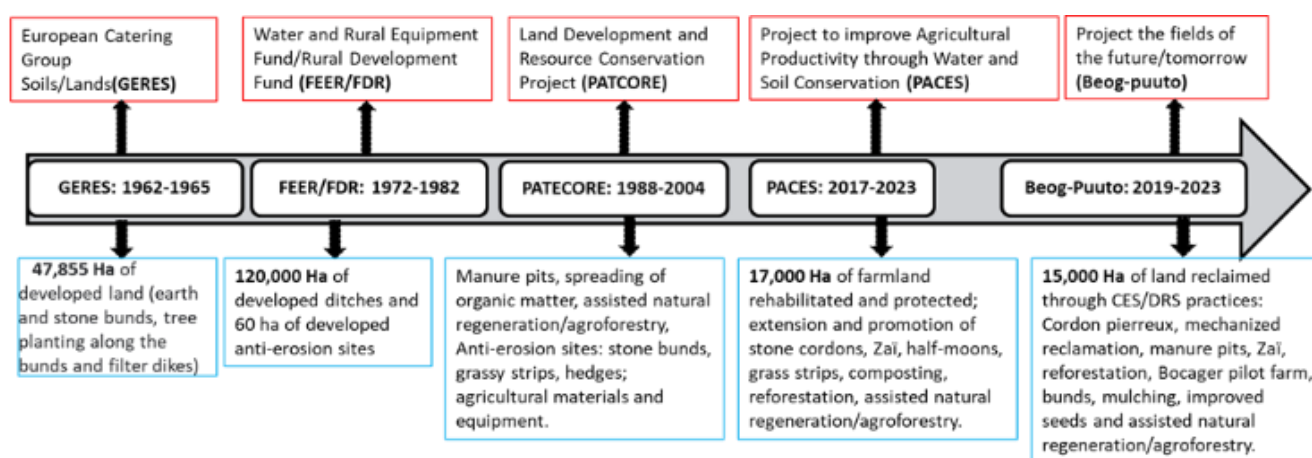 European Catering
Group
Soils/Lands(GERES)
Water and Rural Equipment
Fund/Rural Development
Fund (FEER/FDR)
Land Development and
Resource Conservation
Project (PATCORE)
Project to improve Agricultural
Productivity through Water and
Soil Conservation (PACES)
Project the fields of
the future/tomorrow
(Beog-puuto)
GERES: 1962-1965
FEER/FDR: 1972-1982
PATECORE: 1988-2004
PACES: 2017-2023
Beog-Puuto: 2019-2023
47,855 Ha of
developed land (earth
and stone bunds, tree
planting along the
bunds and filter dikes)
120,000 Ha of
developed ditches and
60 ha of developed
anti-erosion sites
Manure pits, spreading of
organic matter, assisted natural
regeneration/agroforestry,
Anti-erosion sites: stone bunds,
grassy strips, hedges;
agricultural materials and
equipment.
17,000 Ha of farmland
rehabilitated and protected;
extension and promotion of
stone cordons, Zaï, half-moons,
grass strips, composting,
reforestation, assisted natural
regeneration/agroforestry.
15,000 Ha of land reclaimed
through CES/DRS practices:
Cordon pierreux, mechanized
reclamation, manure pits, Zaï,
reforestation, Bocager pilot farm,
bunds, mulching, improved
seeds and assisted natural
regeneration/agroforestry.